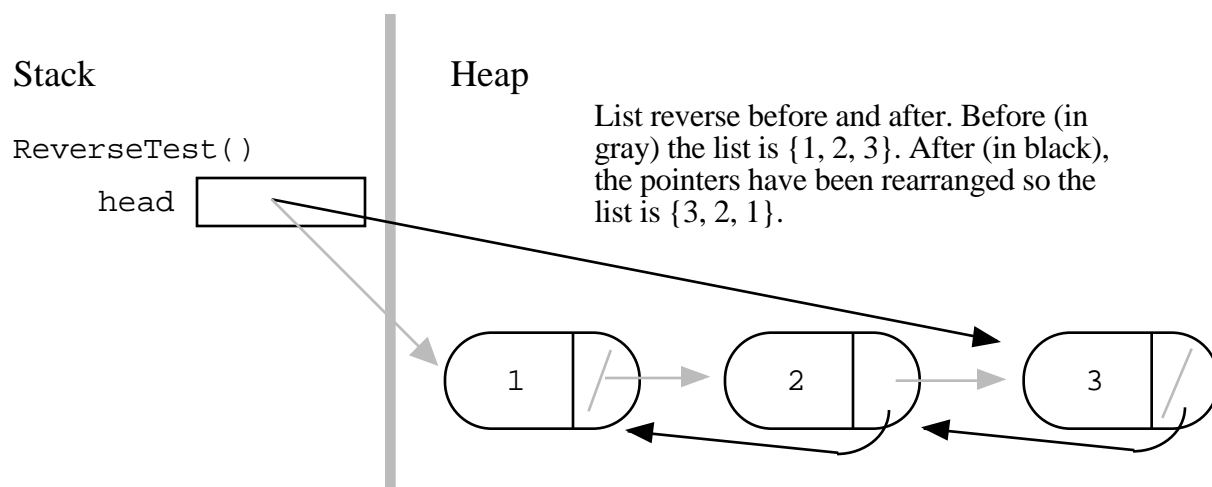 Stack
Heap
List reverse before and after. Before (in
gray) the list is {1, 2, 3}. After (in black),
the pointers have been rearranged so the
list is {3, 2, 1}.
ReverseTest()
head
1
2
3